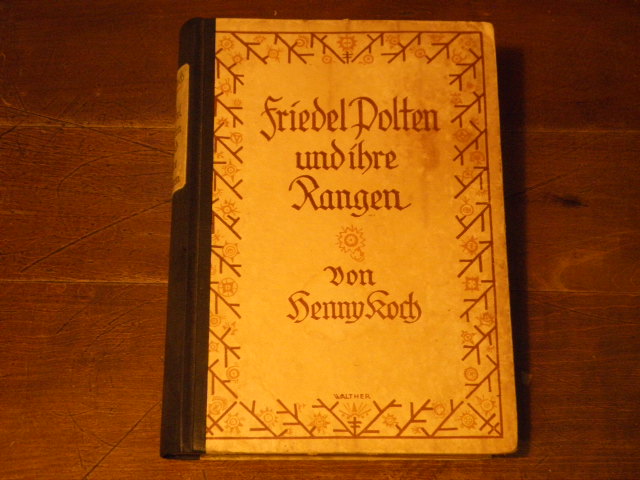 Friedel Polten
und ihre
Rangen
von
Henny Koch
WALTHER